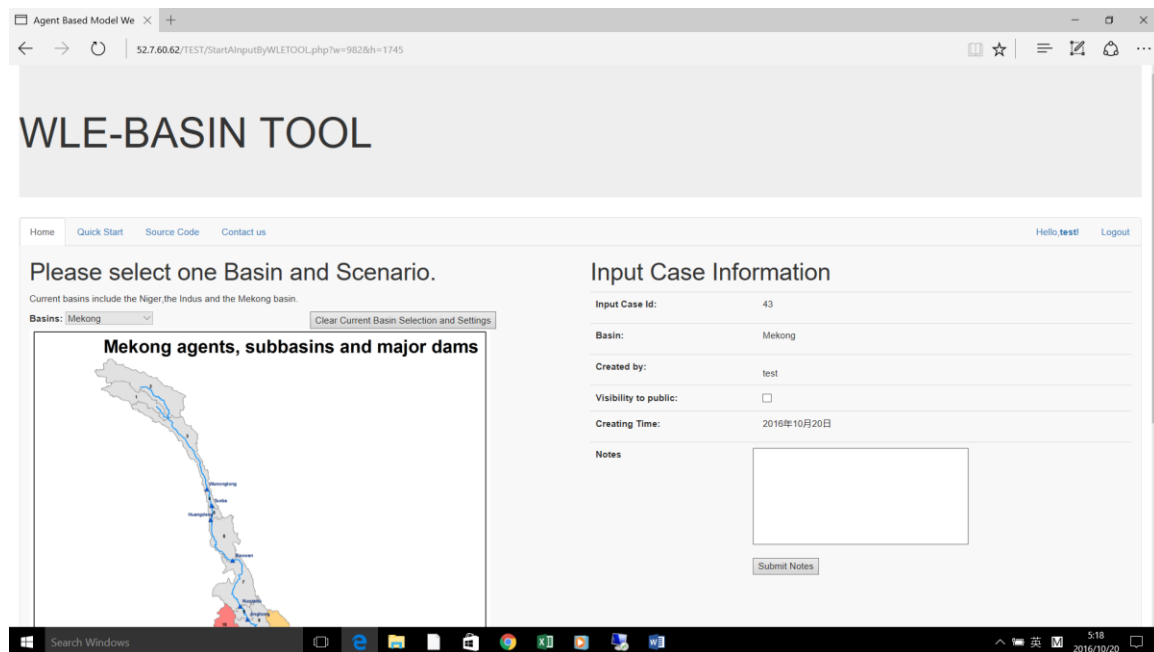 Agent Based Model We
52.7.60.62/TEST/StartAInputByWLETOOL.php?w=982&h=1745
WLE-BASIN TOOL
Home Quick Start Source Code Contact us Hello,test! Logout
Please select one Basin and Scenario.
Current basins include the Niger,the Indus and the Mekong basin.
Basins: Mekong Clear Current Basin Selection and Settings
Mekong agents, subbasins and major dams
Input Case Information
Input Case Id: 43
Basin: Mekong
Created by: test
Visibility to public:
Creating Time: 2016年10月20日
Notes
Submit Notes
Search Windows
英
M
5:18
2016/10/20